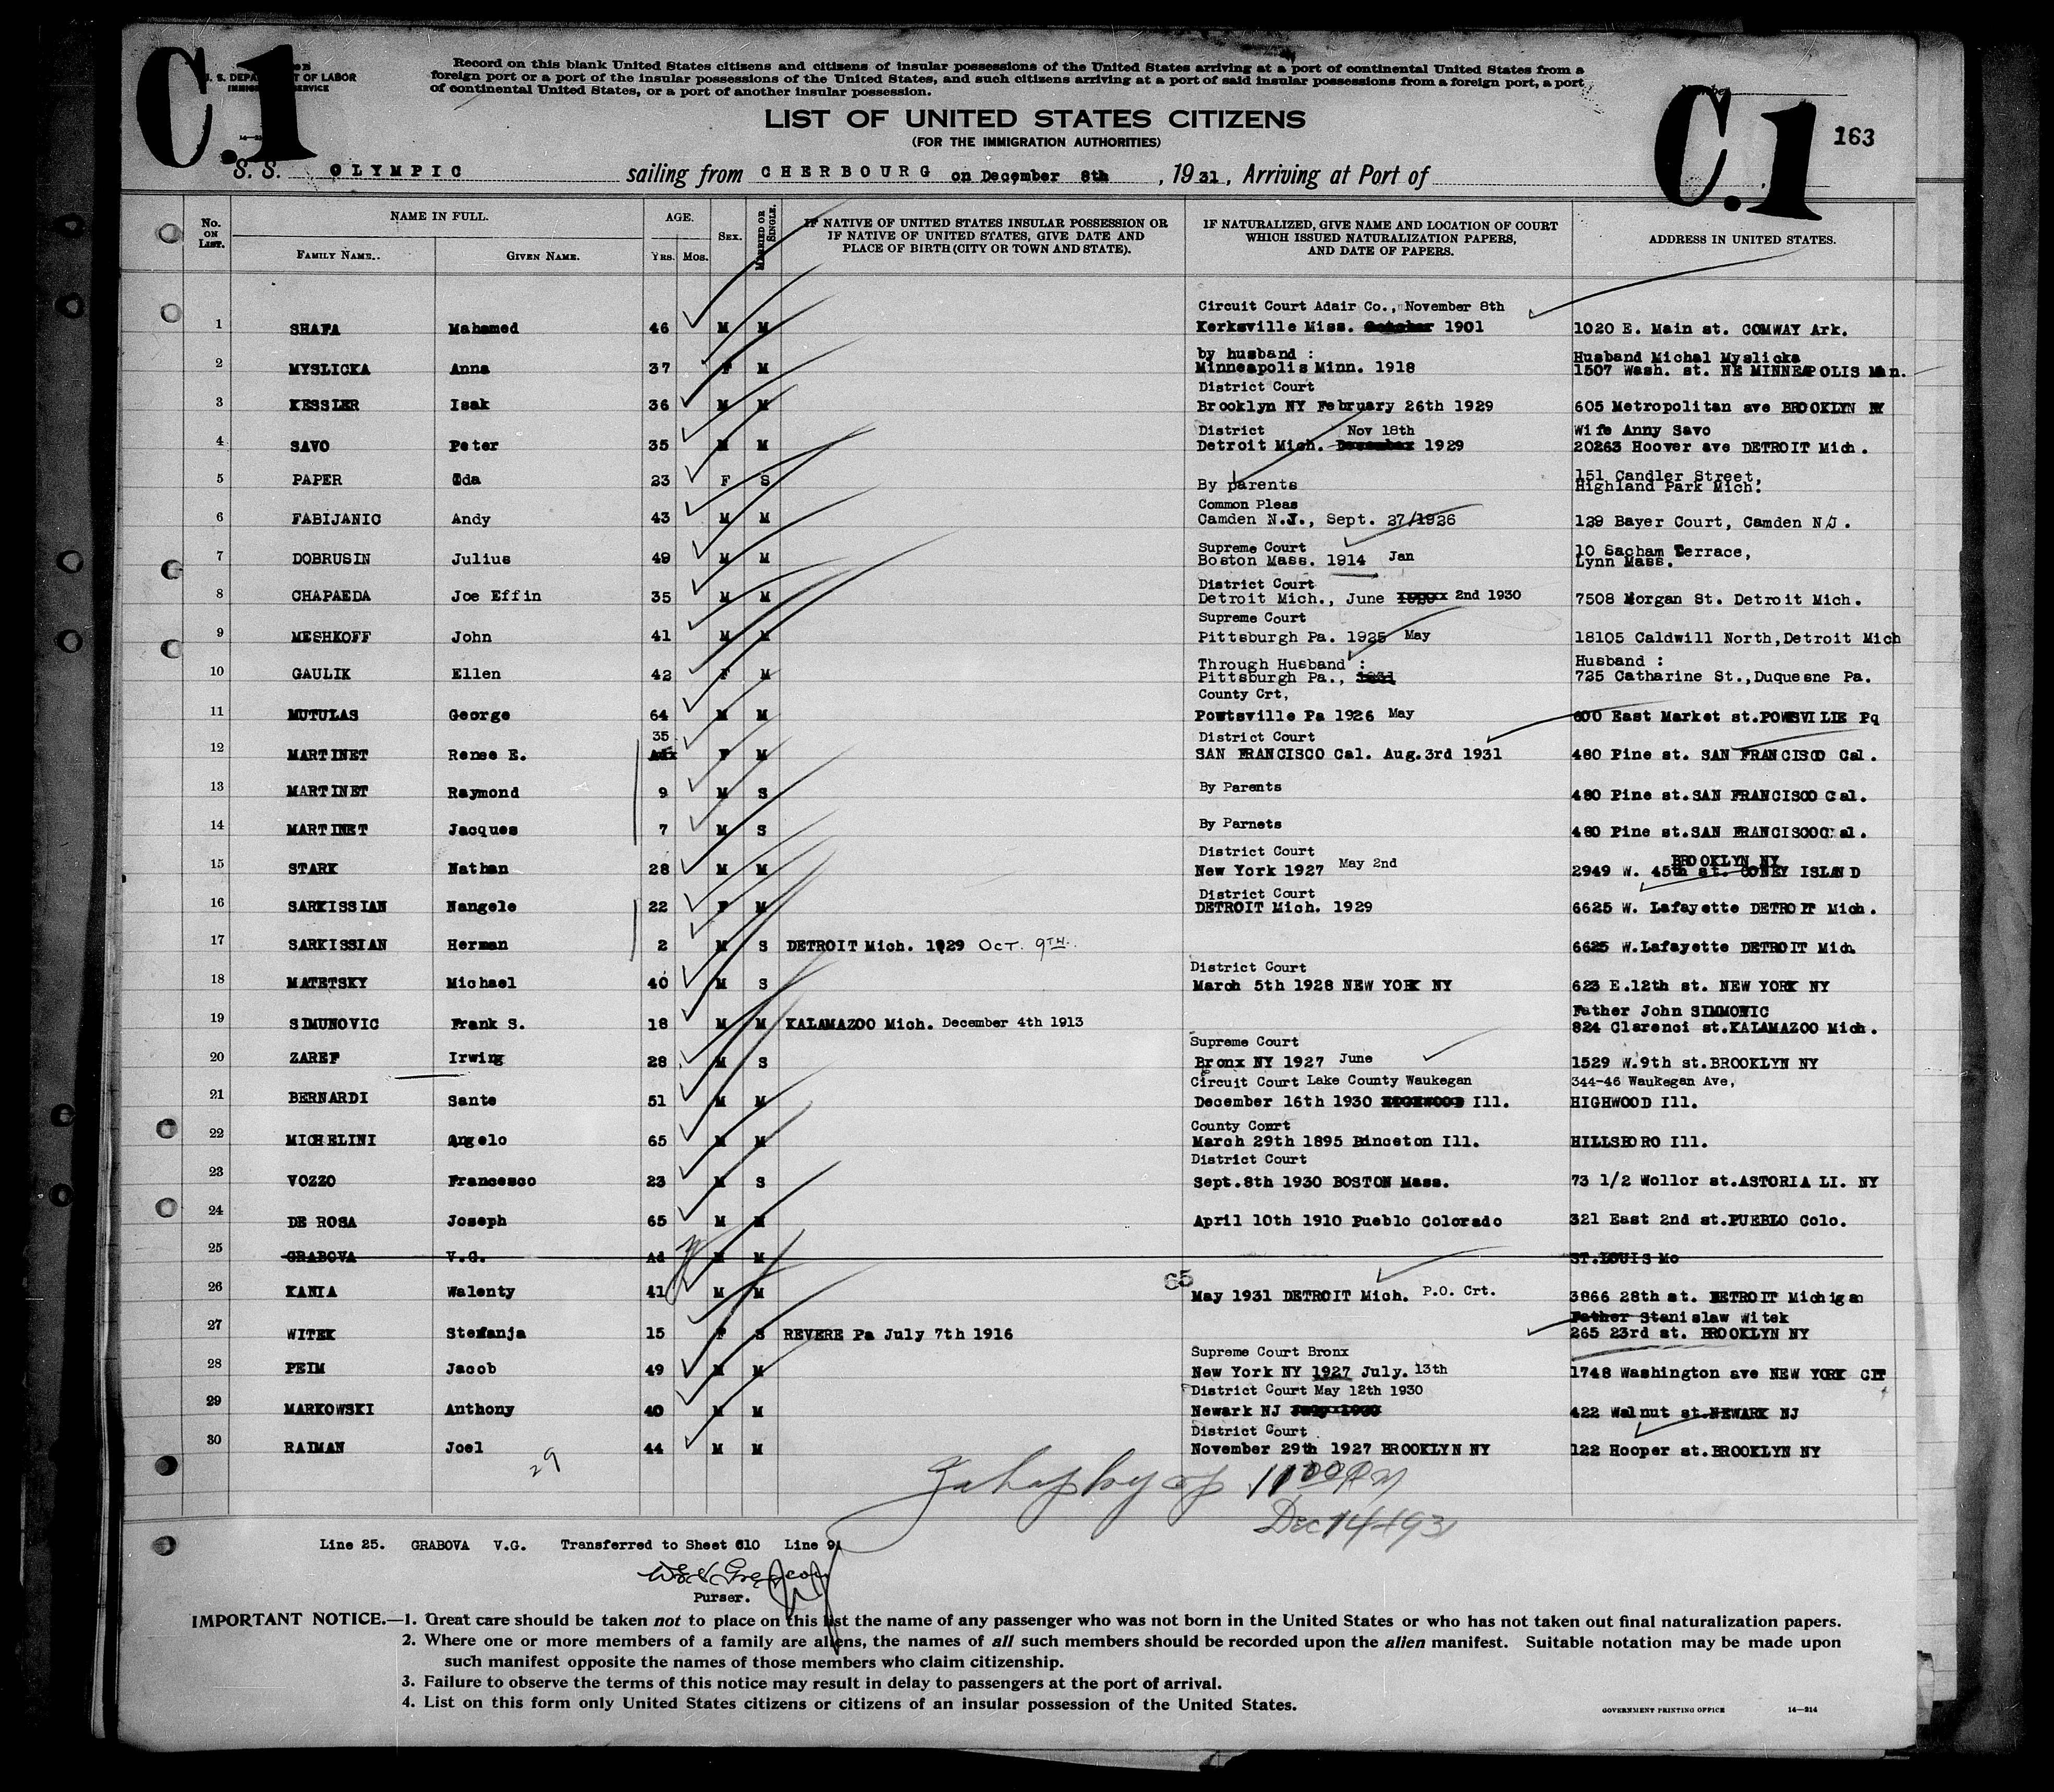 C.1
U. S. DEPARTMENT OF LABOR
IMMIGRATION SERVICE
Record on this blank United States citizens and citizens of insular possessions of the United States arriving at a port of continental United States from a
foreign port or a port of the insular possessions of the United States, and such citizens arriving at a port of said insular possessions from a foreign port, a port
of continental United States, or a port of another insular possession.
C.1
163
LIST OF UNITED STATES CITIZENS
(FOR THE IMMIGRATION AUTHORITIES)
S. S. OLYMPIC sailing from CHERBOURG on December 8th, 1931, Arriving at Port of
No. ON LIST. NAME IN FULL. AGE. SEX. MARRIED OR SINGLE. IF NATIVE OF UNITED STATES INSULAR POSSESSION OR IF NATIVE OF UNITED STATES, GIVE DATE AND PLACE OF BIRTH (CITY OR TOWN AND STATE). IF NATURALIZED, GIVE NAME AND LOCATION OF COURT WHICH ISSUED NATURALIZATION PAPERS, AND DATE OF PAPERS. ADDRESS IN UNITED STATES.
FAMILY NAME. GIVEN NAME. YRS. MOS.
Circuit Court Adair Co., November 8th
1 SHAFA Mahamed 46 M M Kerksville Miss. October 1901 1020 E. Main st. COMWAY Ark.
by husband : Husband Michal Myslicka
2 MYSLICKA Anna 37 F M Minneapolis Minn. 1918 1507 Wash. st. NE MINNEAPOLIS Min.
District Court
3 KESSLER Isak 36 M M Brooklyn NY February 26th 1929 605 Metropolitan ave BROOKLYN NY
District Nov 18th Wife Anny Savo
4 SAVO Peter 35 M M Detroit Mich. December 1929 20263 Hoover ave DETROIT Mich.
151 Candler Street,
5 PAPER Ida 23 F S By parents Highland Park Mich.
Common Pleas
6 FABIJANIC Andy 43 M M Camden N.J., Sept. 27/1926 129 Bayer Court, Camden N/J.
Supreme Court 10 Sacham Terrace,
7 DOBRUSIN Julius 49 M M Boston Mass. 1914 Jan Lynn Mass.
District Court
8 CHAPAEDA Joe Effin 35 M M Detroit Mich., June 2nd 1930 7508 Morgan St. Detroit Mich.
Supreme Court
9 MESHKOFF John 41 M M Pittsburgh Pa. 1925 May 18105 Caldwill North, Detroit Mich
Through Husband : Husband :
10 GAULIK Ellen 42 F M Pittsburgh Pa., 1931 725 Catharine St., Duquesne Pa.
County Crt,
11 MUTULAS George 64 M M Powtsville Pa 1926 May 600 East Market st. POWSVILIE Pq
35 District Court
12 MARTINET Renee E. F M SAN FRANCISCO Cal. Aug. 3rd 1931 480 Pine st. SAN FRANCISCO Cal.
13 MARTINET Raymond 9 M S By Parents 480 Pine st. SAN FRANCISCO Cal.
14 MARTINET Jacques 7 M S By Parnets 480 Pine st. SAN FRANCISCO Cal.
District Court BROOKLYN NY
15 STARK Nathan 28 M M New York 1927 May 2nd 2949 W. 45th st. CONEY ISLAND
District Court
16 SARKISSIAN Nangele 22 F M DETROIT Mich. 1929 6625 W. Lafayette DETROIT Mich.
17 SARKISSIAN Herman 2 M S DETROIT Mich. 1929 OCT. 9TH. 6625 W. Lafayette DETROIT Mich
District Court
18 MATETSKY Michael 40 M S March 5th 1928 NEW YORK NY 623 E. 12th st. NEW YORK NY
Father John SIMMOWIC
19 SIMUNOVIC Frank S. 18 M M KALAMAZOO Mich. December 4th 1913 824 Clarenci st. KALAMAZOO Mich.
Supreme Court
20 ZAREF Irwing 28 M S Bronx NY 1927 June 1529 W. 9th st. BROOKLYN NY
Circuit Court Lake County Waukegan 344-46 Waukegan Ave,
21 BERNARDI Sante 51 M M December 16th 1930 HIGHWOOD Ill. HIGHWOOD Ill.
County Court
22 MICHELINI Angelo 65 M M March 29th 1895 Binceton Ill. HILLSBORO Ill.
District Court
23 VOZZO Francesco 23 M S Sept. 8th 1930 BOSTON Mass. 73 1/2 Wollor st. ASTORIA LI. NY
24 DE ROSA Joseph 65 M M April 10th 1910 Pueblo Colorado 321 East 2nd st. PUEBLO Colo.
25 GRABOVA V.G. Ad M M ST. LOUIS Mo
65
26 KANIA Walenty 41 M M May 1931 DETROIT Mich. P.O. Crt. 3866 28th st. DETROIT Michigan
Father Stanislaw Witek
27 WITEK Stefanja 15 F S REVERE Pa July 7th 1916 265 23rd st. BROOKLYN NY
Supreme Court Bronx
28 PEIM Jacob 49 M M New York NY 1927 July. 13th 1748 Washington ave NEW YORK CIT
District Court May 12th 1930
29 MARKOWSKI Anthony 40 M M Newark NJ July 1930 422 Walnut st. NEWARK NJ
District Court
30 RAIMAN Joel 44 M M November 29th 1927 BROOKLYN NY 122 Hooper st. BROOKLYN NY
29
11 00 PM
Dec 14 1931
Line 25. GRABOVA V.G. Transferred to Sheet 610 Line 91
Purser.
IMPORTANT NOTICE.—1. Great care should be taken not to place on this list the name of any passenger who was not born in the United States or who has not taken out final naturalization papers.
2. Where one or more members of a family are aliens, the names of all such members should be recorded upon the alien manifest. Suitable notation may be made upon
such manifest opposite the names of those members who claim citizenship.
3. Failure to observe the terms of this notice may result in delay to passengers at the port of arrival.
4. List on this form only United States citizens or citizens of an insular possession of the United States.
GOVERNMENT PRINTING OFFICE 14—214